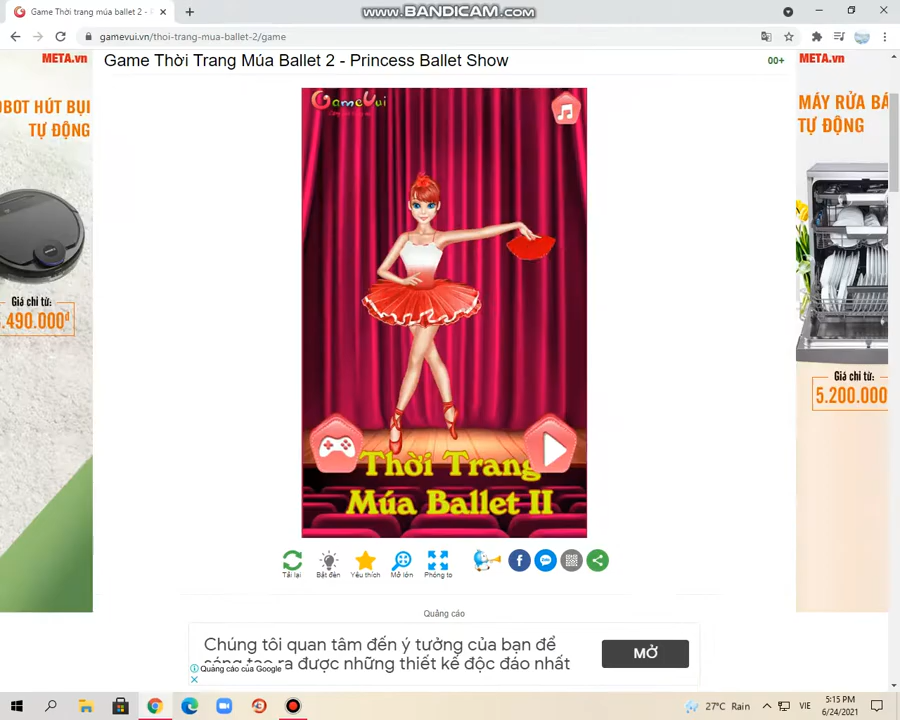 Game Thời trang múa ballet 2 -
www.BANDICAM.com
gamevui.vn/thoi-trang-mua-ballet-2/game
META.vn
Game Thời Trang Múa Ballet 2 - Princess Ballet Show
00+
META.vn
OBOT HÚT BỤI
TỰ ĐỘNG
MÁY RỬA BÁ
TỰ ĐỘNG
GameVui
Giá chỉ từ:
.490.000đ
Giá chỉ từ:
5.200.000
Thời Trang
Múa Ballet II
Tải lại
Bật đèn
Yêu thích
Mở lớn
Phóng to
Quảng cáo
Chúng tôi quan tâm đến ý tưởng của bạn để
sáng tạo ra được những thiết kế độc đáo nhất
MỞ
Quảng cáo của Google
27°C Rain
VIE
5:15 PM
6/24/2021